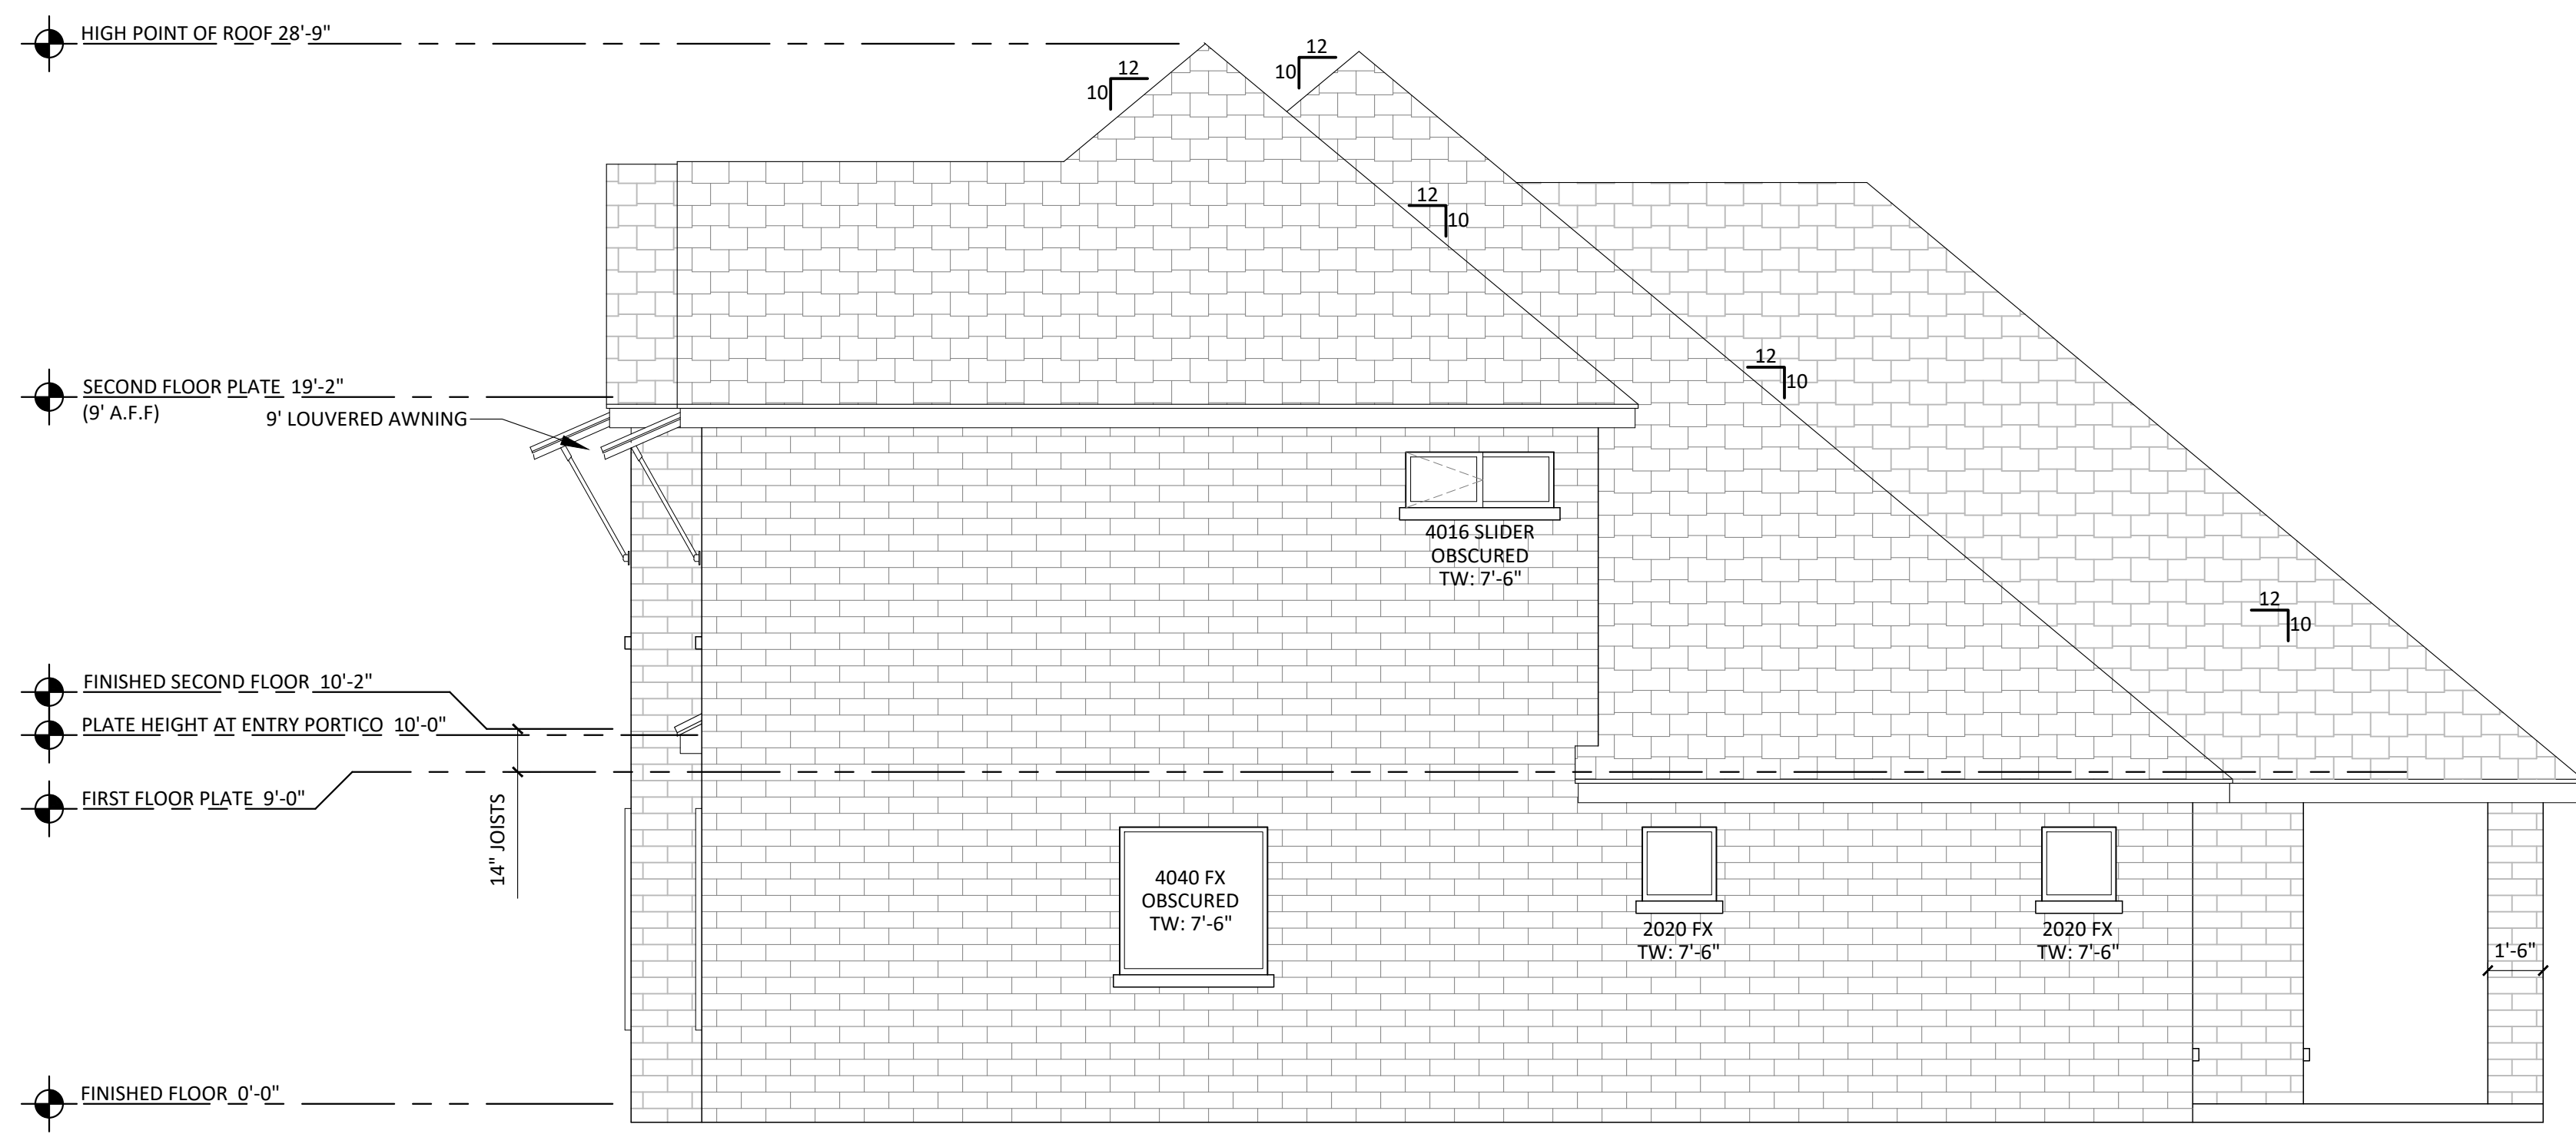 HIGH POINT OF ROOF 28'-9"
12
10
12
10
12
10
SECOND FLOOR PLATE 19'-2"
(9' A.F.F)
9' LOUVERED AWNING
12
10
4016 SLIDER
OBSCURED
TW: 7'-6"
12
10
FINISHED SECOND FLOOR 10'-2"
PLATE HEIGHT AT ENTRY PORTICO 10'-0"
FIRST FLOOR PLATE 9'-0"
14" JOISTS
4040 FX
OBSCURED
TW: 7'-6"
2020 FX
TW: 7'-6"
2020 FX
TW: 7'-6"
1'-6"
FINISHED FLOOR 0'-0"